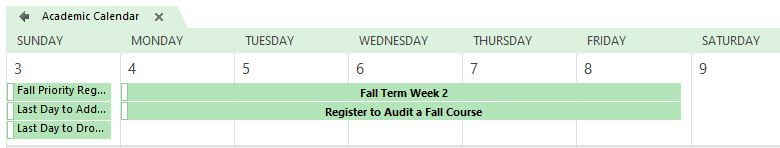 Academic Calendar
SUNDAY MONDAY TUESDAY WEDNESDAY THURSDAY FRIDAY SATURDAY
3 4 5 6 7 8 9
Fall Priority Reg... Fall Term Week 2
Last Day to Add... Register to Audit a Fall Course
Last Day to Dro...